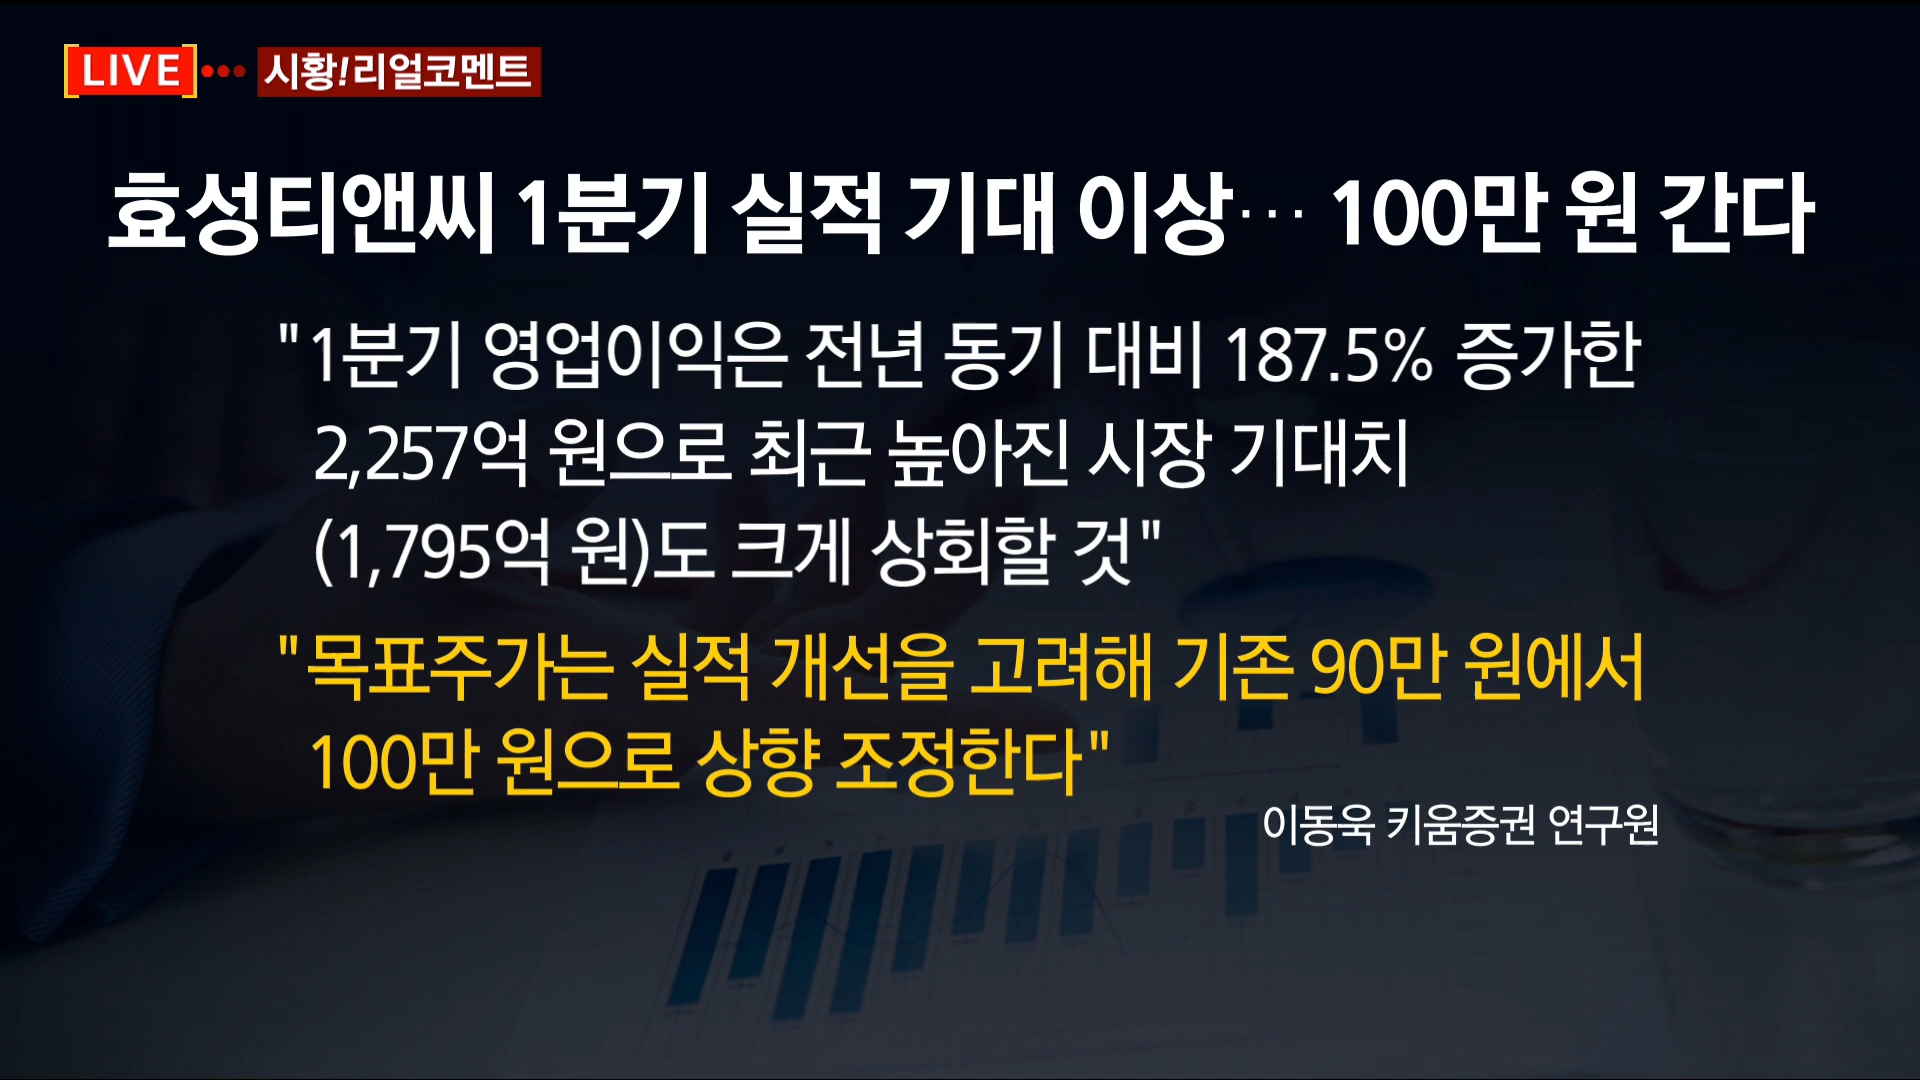 LIVE 시황!리얼코멘트
효성티앤씨 1분기 실적 기대 이상… 100만 원 간다
"1분기 영업이익은 전년 동기 대비 187.5% 증가한
2,257억 원으로 최근 높아진 시장 기대치
(1,795억 원)도 크게 상회할 것"
"목표주가는 실적 개선을 고려해 기존 90만 원에서
100만 원으로 상향 조정한다"
이동욱 키움증권 연구원